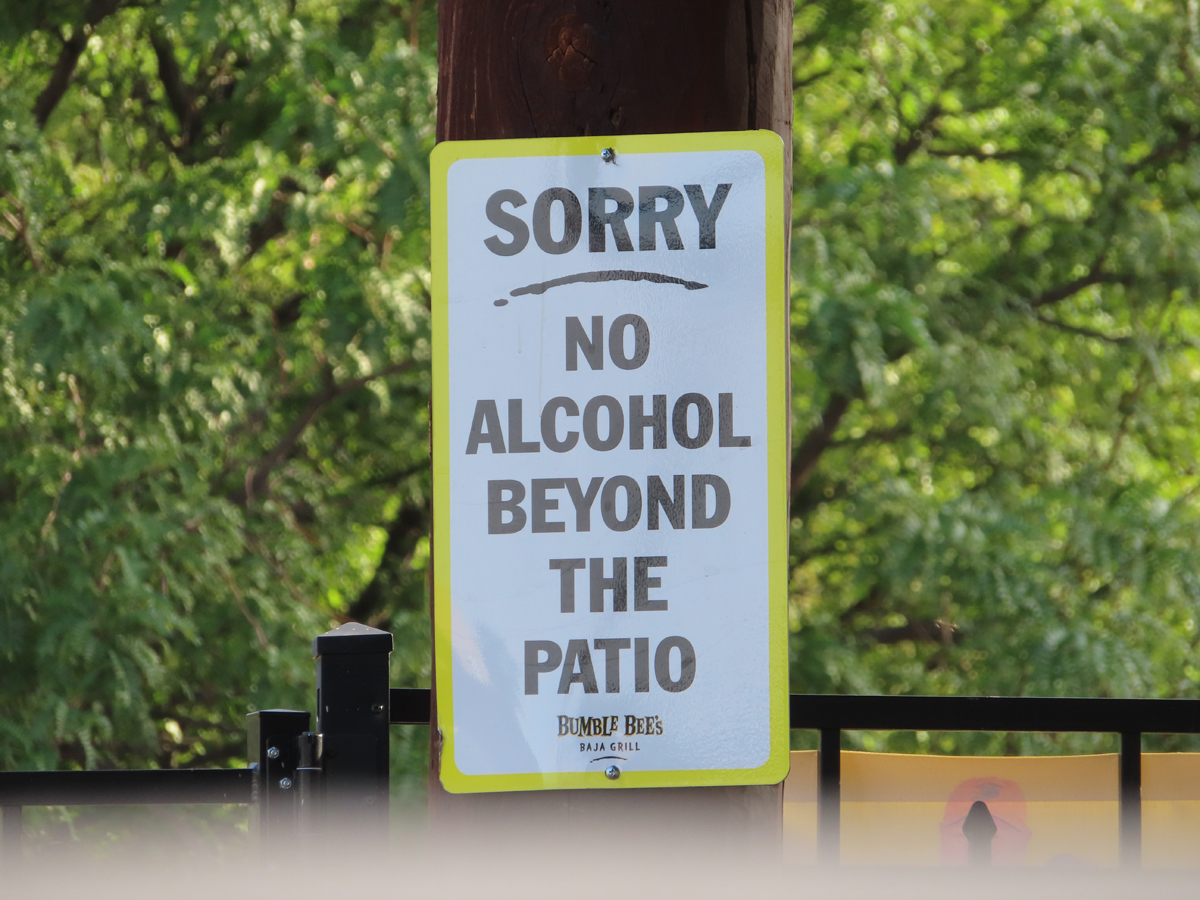 SORRY
NO
ALCOHOL
BEYOND
THE
PATIO
BUMBLE BEE'S
BAJA GRILL